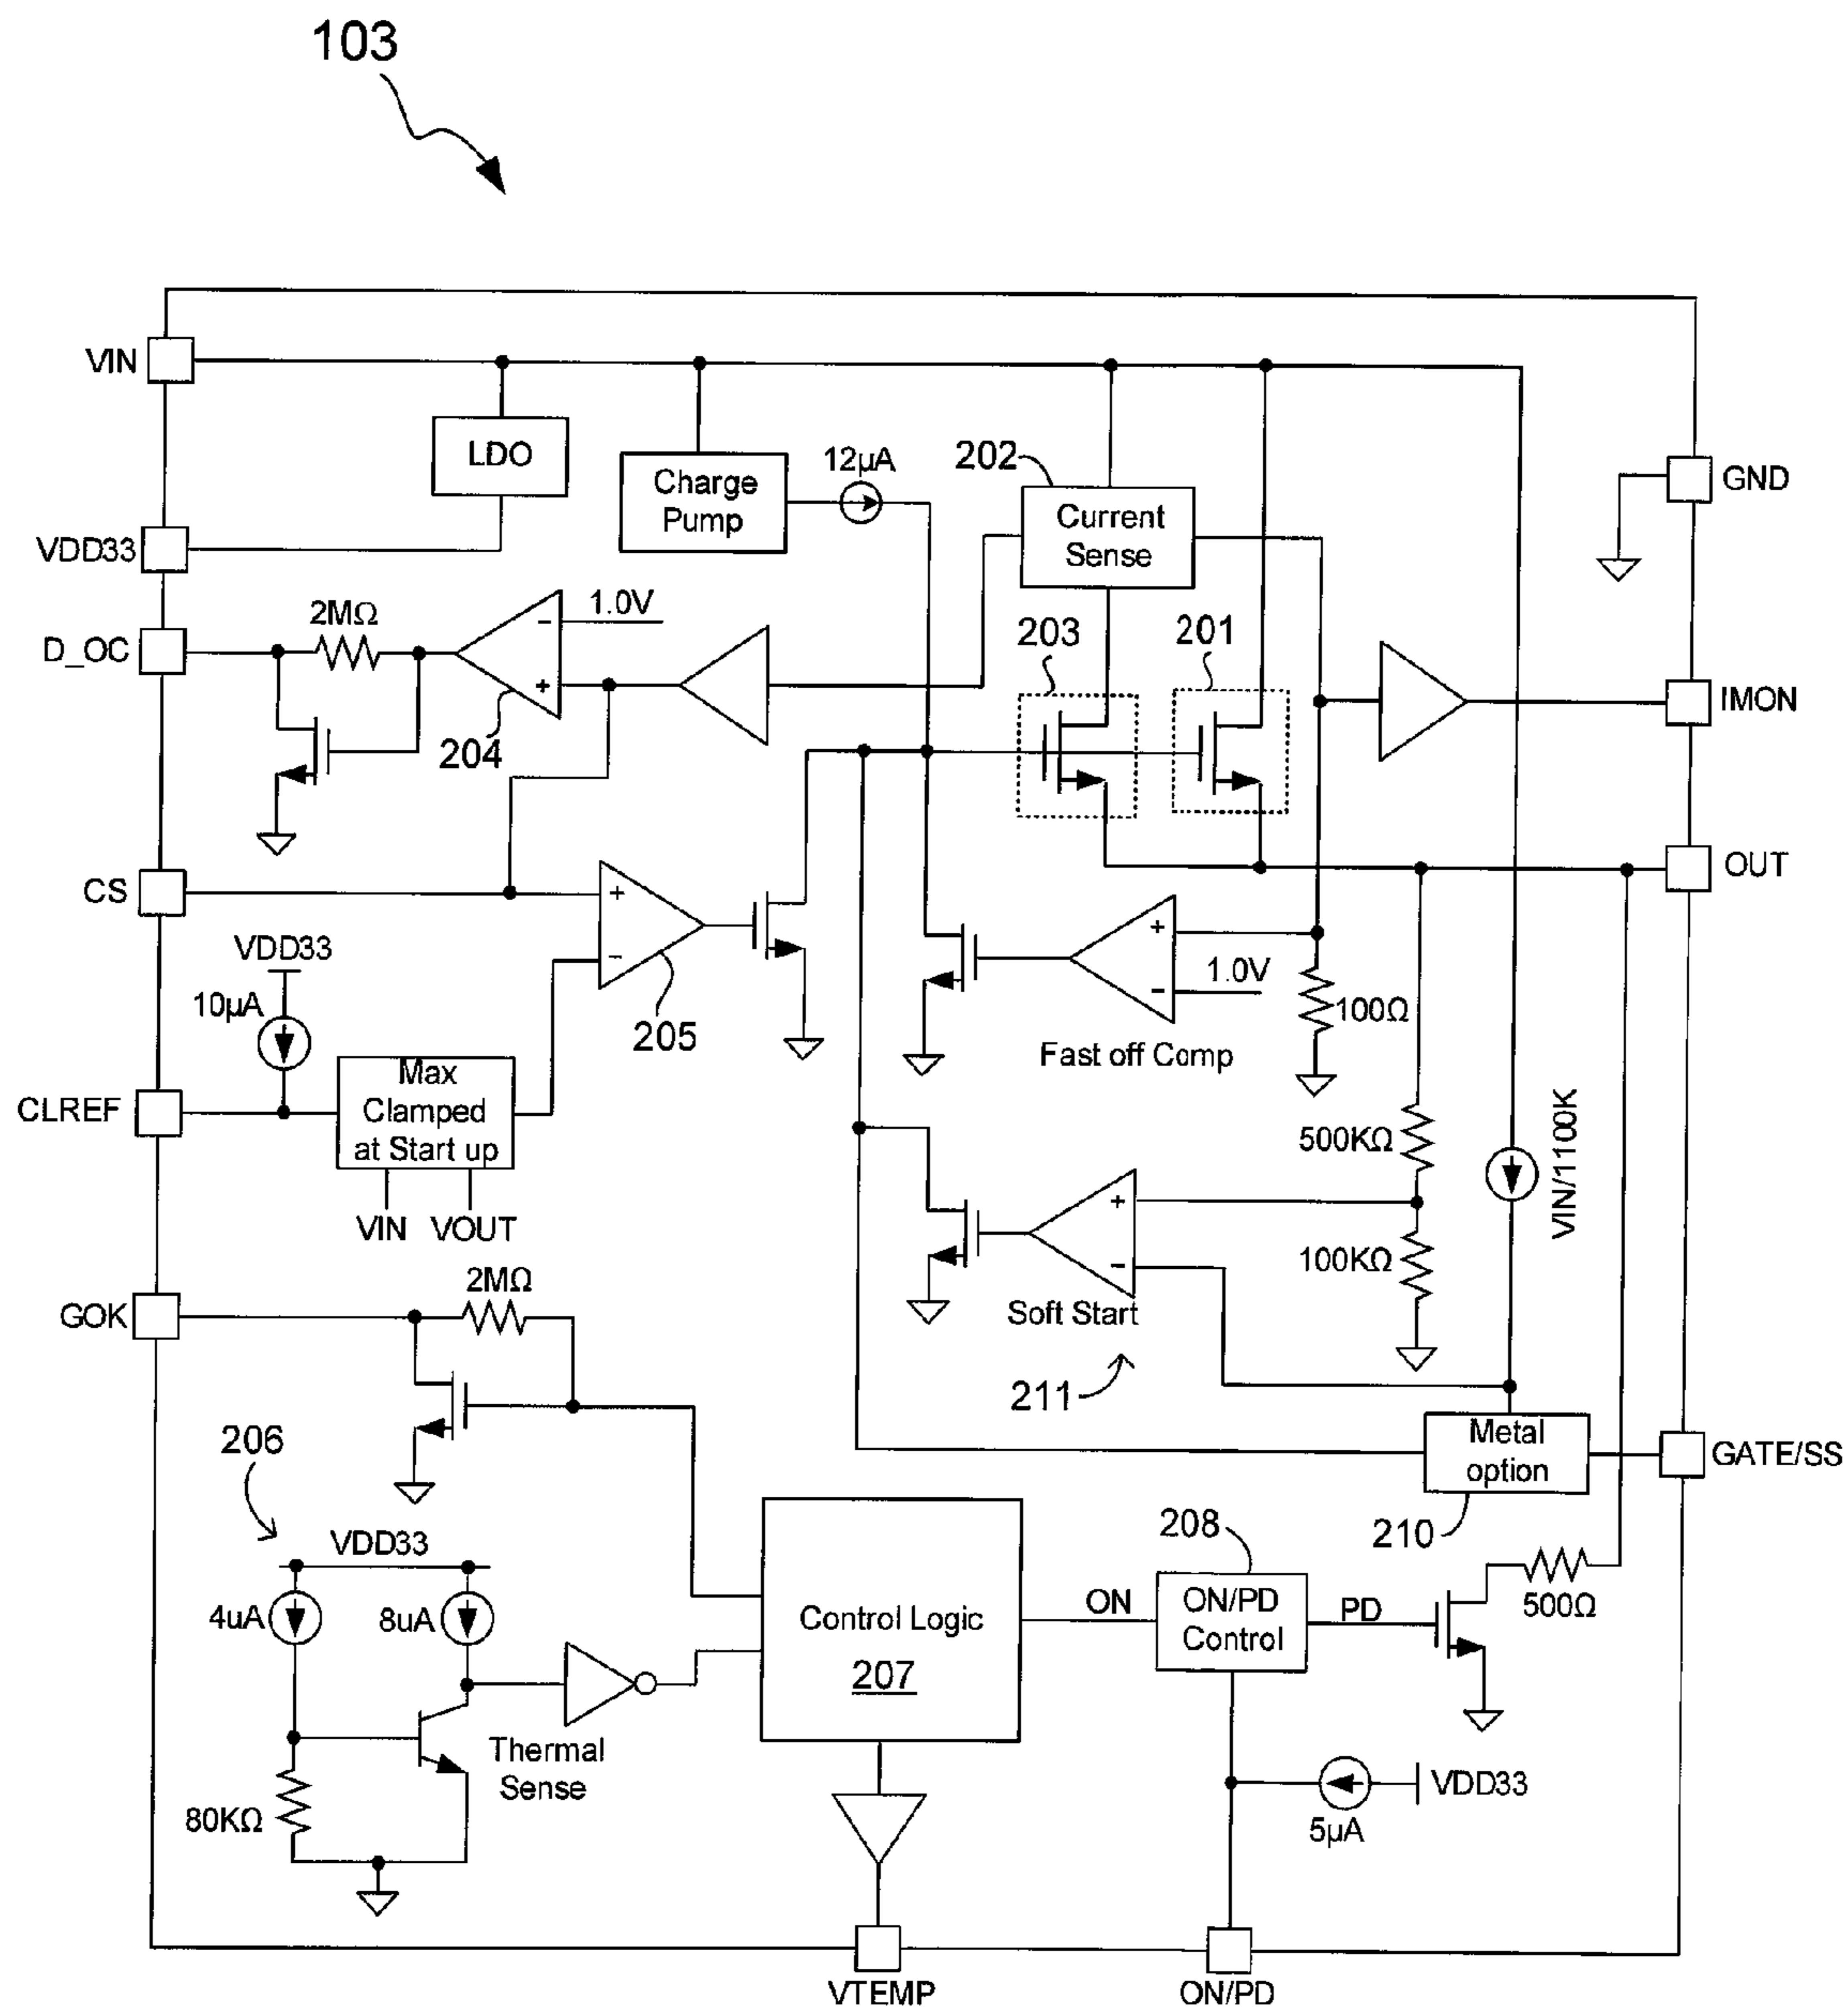 103
VIN
LDO
Charge
Pump
12µA
202
Current
Sense
GND
VDD33
D_OC
2MΩ
1.0V
204
203
201
IMON
OUT
CS
VDD33
10µA
205
1.0V
100Ω
Fast off Comp
CLREF
Max
Clamped
at Start up
VIN
VOUT
500KΩ
100KΩ
VIN/1100K
Soft Start
211
GOK
2MΩ
Metal
option
GATE/SS
210
206
VDD33
4uA
8uA
Thermal
Sense
80KΩ
Control Logic
207
ON
208
ON/PD
Control
PD
500Ω
VDD33
5µA
VTEMP
ON/PD